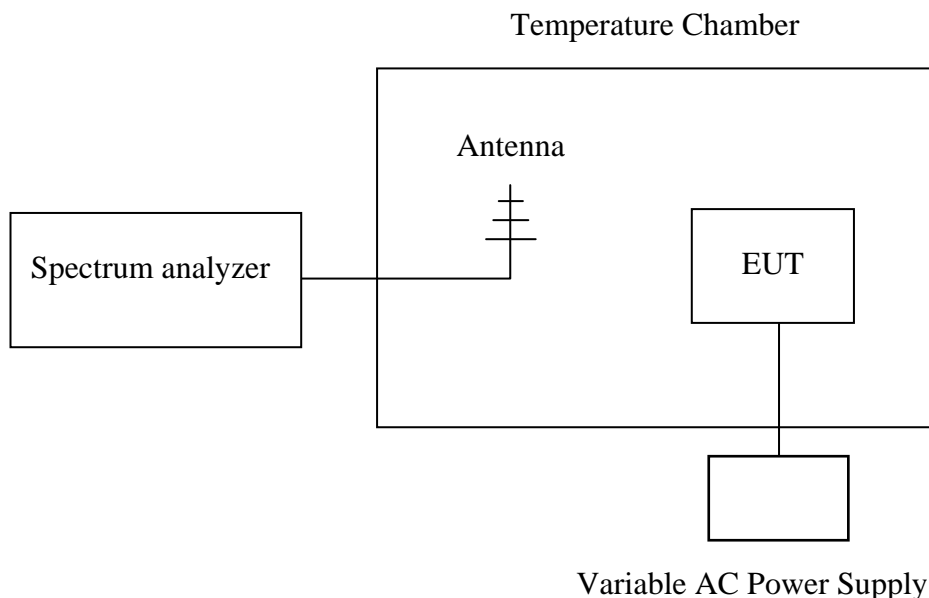 Temperature Chamber
Antenna
Spectrum analyzer
EUT
Variable AC Power Supply